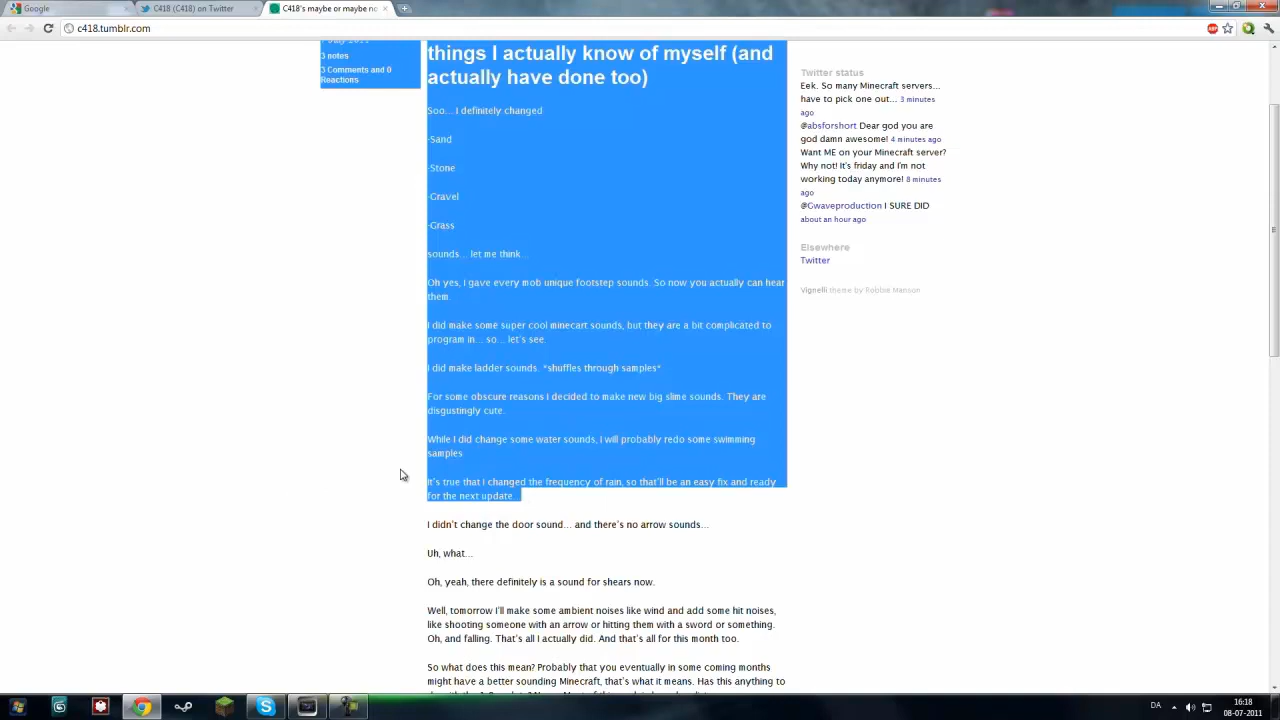 Google
C418 (C418) on Twitter
C418's maybe or maybe no
c418.tumblr.com
3 notes
3 Comments and 0
Reactions
things I actually know of myself (and
actually have done too)
Soo... I definitely changed
-Sand
-Stone
-Gravel
-Grass
sounds... let me think...
Oh yes, I gave every mob unique footstep sounds. So now you actually can hear
them.
I did make some super cool minecart sounds, but they are a bit complicated to
program in... so... let's see.
I did make ladder sounds. *shuffles through samples*
For some obscure reasons I decided to make new big slime sounds. They are
disgustingly cute.
While I did change some water sounds, I will probably redo some swimming
samples
It's true that I changed the frequency of rain, so that'll be an easy fix and ready
for the next update.
I didn't change the door sound... and there's no arrow sounds...
Uh, what...
Oh, yeah, there definitely is a sound for shears now.
Well, tomorrow I'll make some ambient noises like wind and add some hit noises,
like shooting someone with an arrow or hitting them with a sword or something.
Oh, and falling. That's all I actually did. And that's all for this month too.
So what does this mean? Probably that you eventually in some coming months
might have a better sounding Minecraft, that's what it means. Has this anything to
Twitter status
Eek. So many Minecraft servers...
have to pick one out... 3 minutes
ago
@absforshort Dear god you are
god damn awesome! 4 minutes ago
Want ME on your Minecraft server?
Why not! It's friday and I'm not
working today anymore! 8 minutes
ago
@Gwaveproduction I SURE DID
about an hour ago
Elsewhere
Twitter
Vignelli theme by Robbie Manson
DA
16:18
08-07-2011